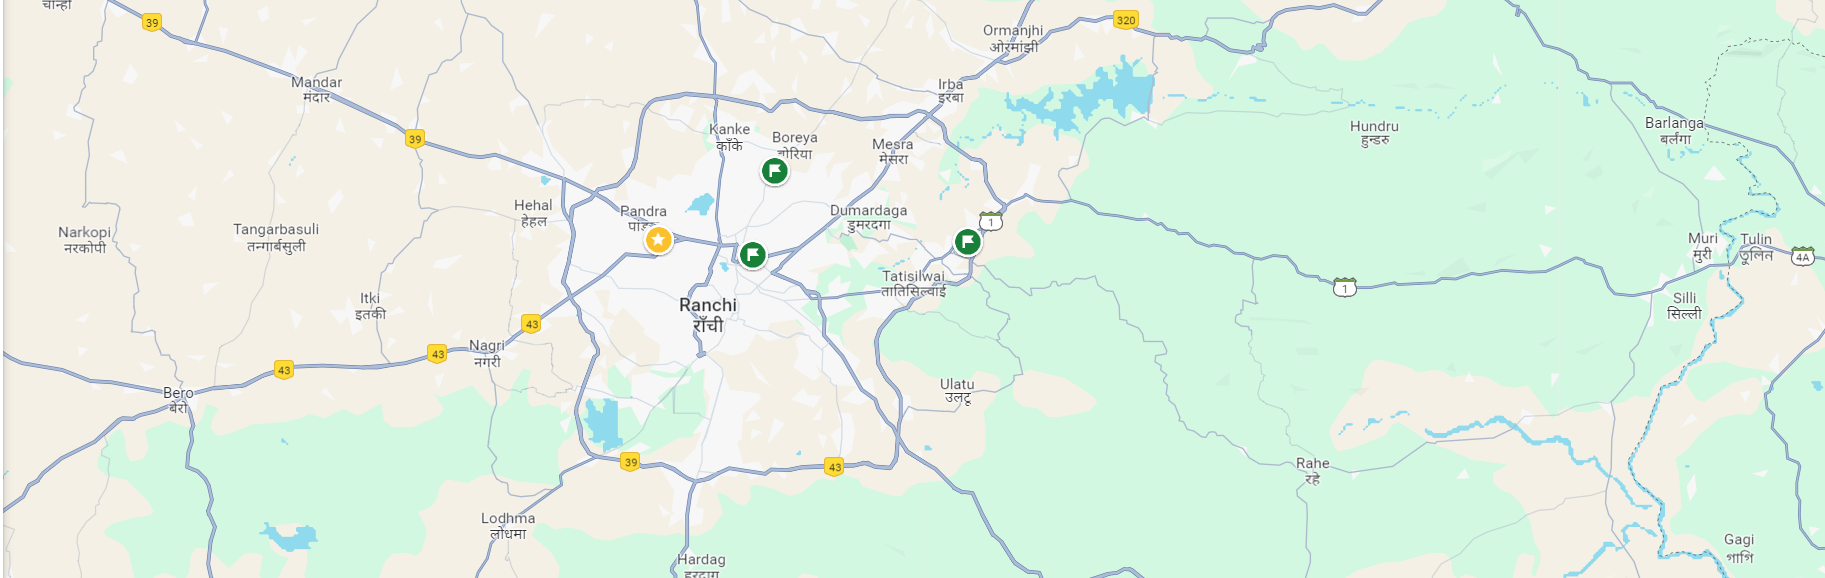 चान्हो
39
320
Ormanjhi
ओरमांझी
Mandar
मंदार
Irba
इरबा
Kanke
काँके
Boreya
बोरिया
Mesra
मेसरा
39
Hundru
हुन्डरु
Barlanga
बर्लंगा
Hehal
हेहल
Pandra
Dumardaga
डुमरदगा
1
Narkopi
नरकोपी
Tangarbasuli
तन्गार्बसुली
Muri
मुरी
Tulin
4A
Tatisilwai
तातिसिल्वाई
1
Itki
इतकी
Ranchi
राँची
Silli
सिल्ली
43
Nagri
नगरी
43
43
Bero
बेरो
Ulatu
उलटू
39
43
Rahe
रहे
Lodhma
लोधमा
Hardag
हरदाग
Gagi
गागि